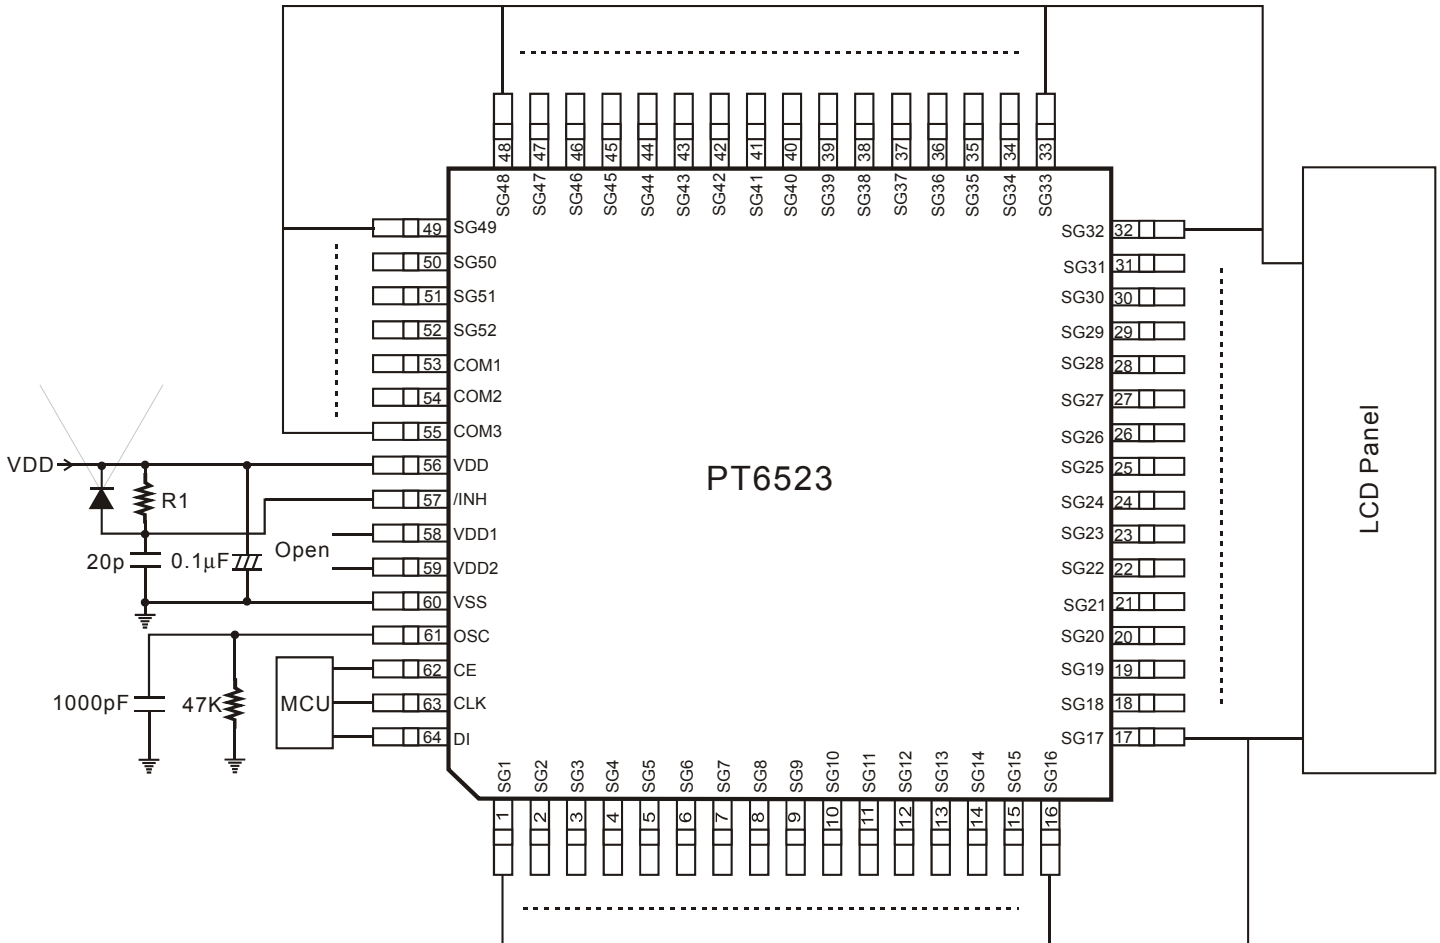 48 47 46 45 44 43 42 41 40 39 38 37 36 35 34 33
SG48 SG47 SG46 SG45 SG44 SG43 SG42 SG41 SG40 SG39 SG38 SG37 SG36 SG35 SG34 SG33
49 SG49
50 SG50
51 SG51
52 SG52
53 COM1
54 COM2
55 COM3
VDD
56 VDD
R1
57 /INH
58 VDD1
Open
20p
0.1μF
59 VDD2
60 VSS
61 OSC
62 CE
1000pF
47K
MCU
63 CLK
64 DI
PT6523
SG32 32
SG31 31
SG30 30
SG29 29
SG28 28
SG27 27
SG26 26
SG25 25
SG24 24
SG23 23
SG22 22
SG21 21
SG20 20
SG19 19
SG18 18
SG17 17
LCD Panel
SG1 SG2 SG3 SG4 SG5 SG6 SG7 SG8 SG9 SG10 SG11 SG12 SG13 SG14 SG15 SG16
1 2 3 4 5 6 7 8 9 10 11 12 13 14 15 16